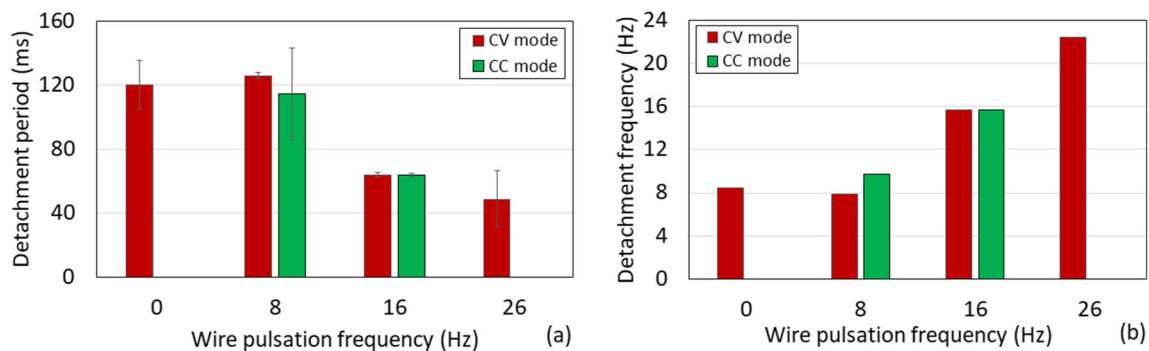 160
120
80
40
0
Detachment period (ms)
CV mode
CC mode
0 8 16 26
Wire pulsation frequency (Hz) (a)
24
20
16
12
8
4
0
Detachment frequency (Hz)
CV mode
CC mode
0 8 16 26
Wire pulsation frequency (Hz) (b)